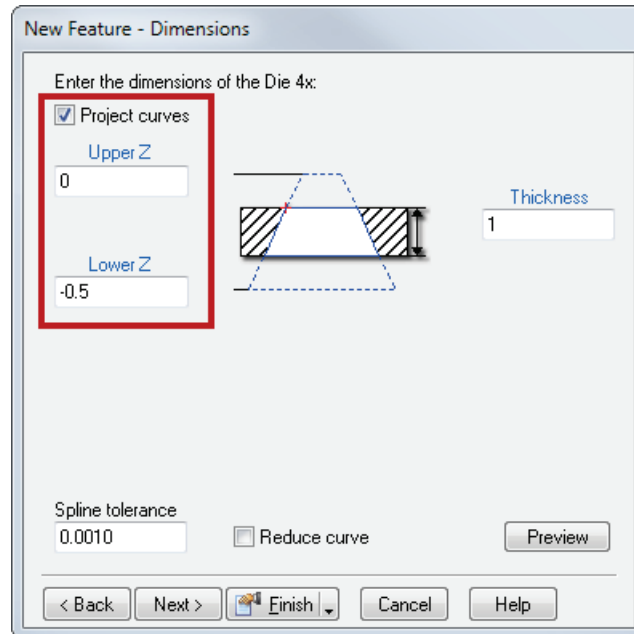 New Feature - Dimensions
Enter the dimensions of the Die 4x:
Project curves
Upper Z
0
Thickness
1
Lower Z
-0.5
Spline tolerance
0.0010
Reduce curve
Preview
< Back Next > Finish Cancel Help